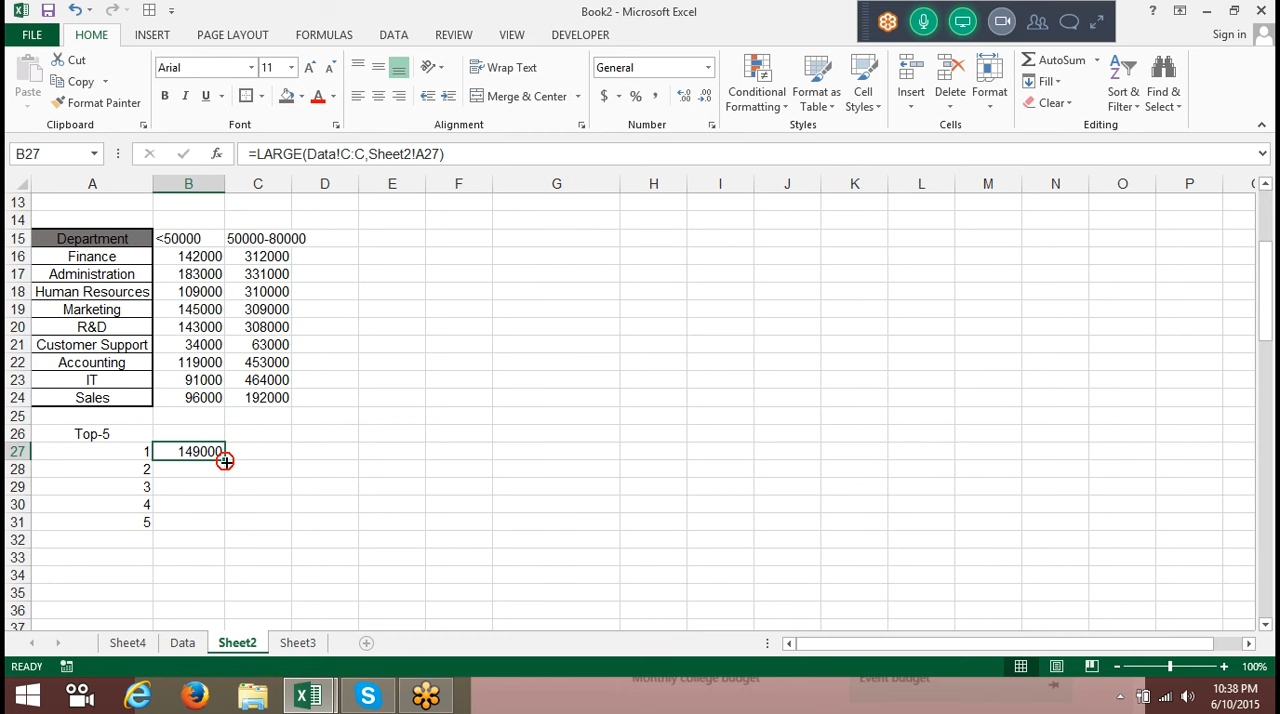 Book2 - Microsoft Excel
Sign in
FILE HOME INSERT PAGE LAYOUT FORMULAS DATA REVIEW VIEW DEVELOPER
Paste
Cut
Copy
Format Painter
Clipboard
Arial 11
B I U
Font
Wrap Text
Merge & Center
Alignment
General
$ % ,
Number
Conditional Formatting
Format as Table
Cell Styles
Styles
Insert Delete Format
Cells
AutoSum
Fill
Clear
Sort & Filter
Find & Select
Editing
B27 fx =LARGE(Data!C:C,Sheet2!A27)
A B C D E F G H I J K L M N O P
13
14
15 Department <50000 50000-80000
16 Finance 142000 312000
17 Administration 183000 331000
18 Human Resources 109000 310000
19 Marketing 145000 309000
20 R&D 143000 308000
21 Customer Support 34000 63000
22 Accounting 119000 453000
23 IT 91000 464000
24 Sales 96000 192000
25
26 Top-5
27 1 149000
28 2
29 3
30 4
31 5
32
33
34
35
36
37
Sheet4 Data Sheet2 Sheet3
READY 100%
Monthly college budget Event budget
10:38 PM
6/10/2015